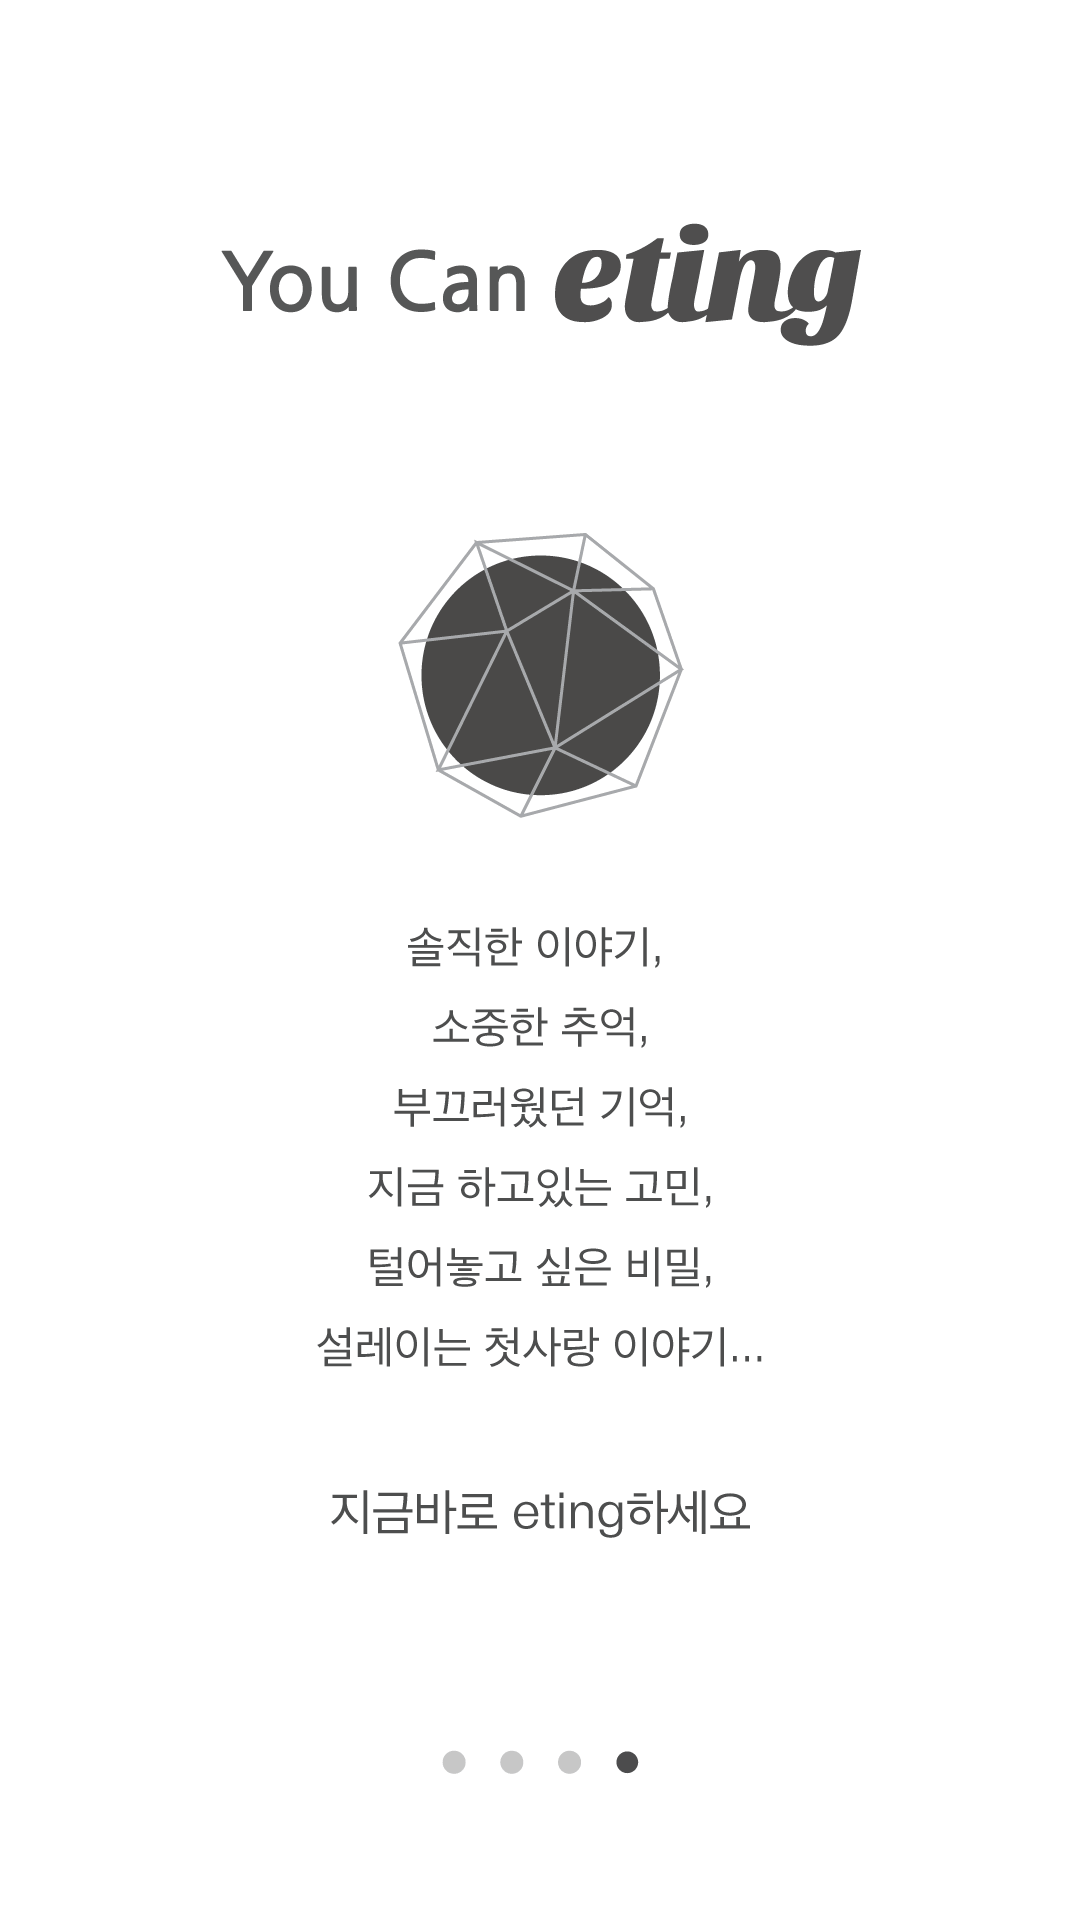 You Can eting
솔직한 이야기,
소중한 추억,
부끄러웠던 기억,
지금 하고있는 고민,
털어놓고 싶은 비밀,
설레이는 첫사랑 이야기...
지금바로 eting하세요